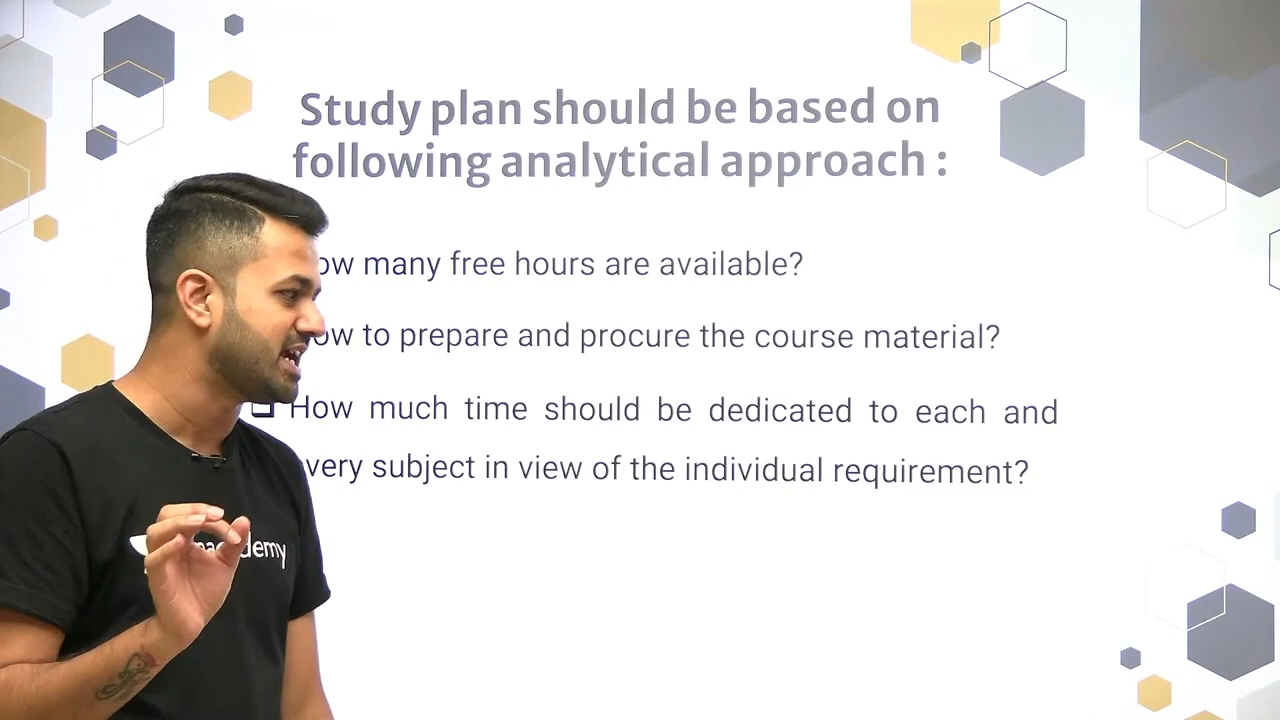 Study plan should be based on
following analytical approach :
ow many free hours are available?
ow to prepare and procure the course material?
How much time should be dedicated to each and
very subject in view of the individual requirement?
demy